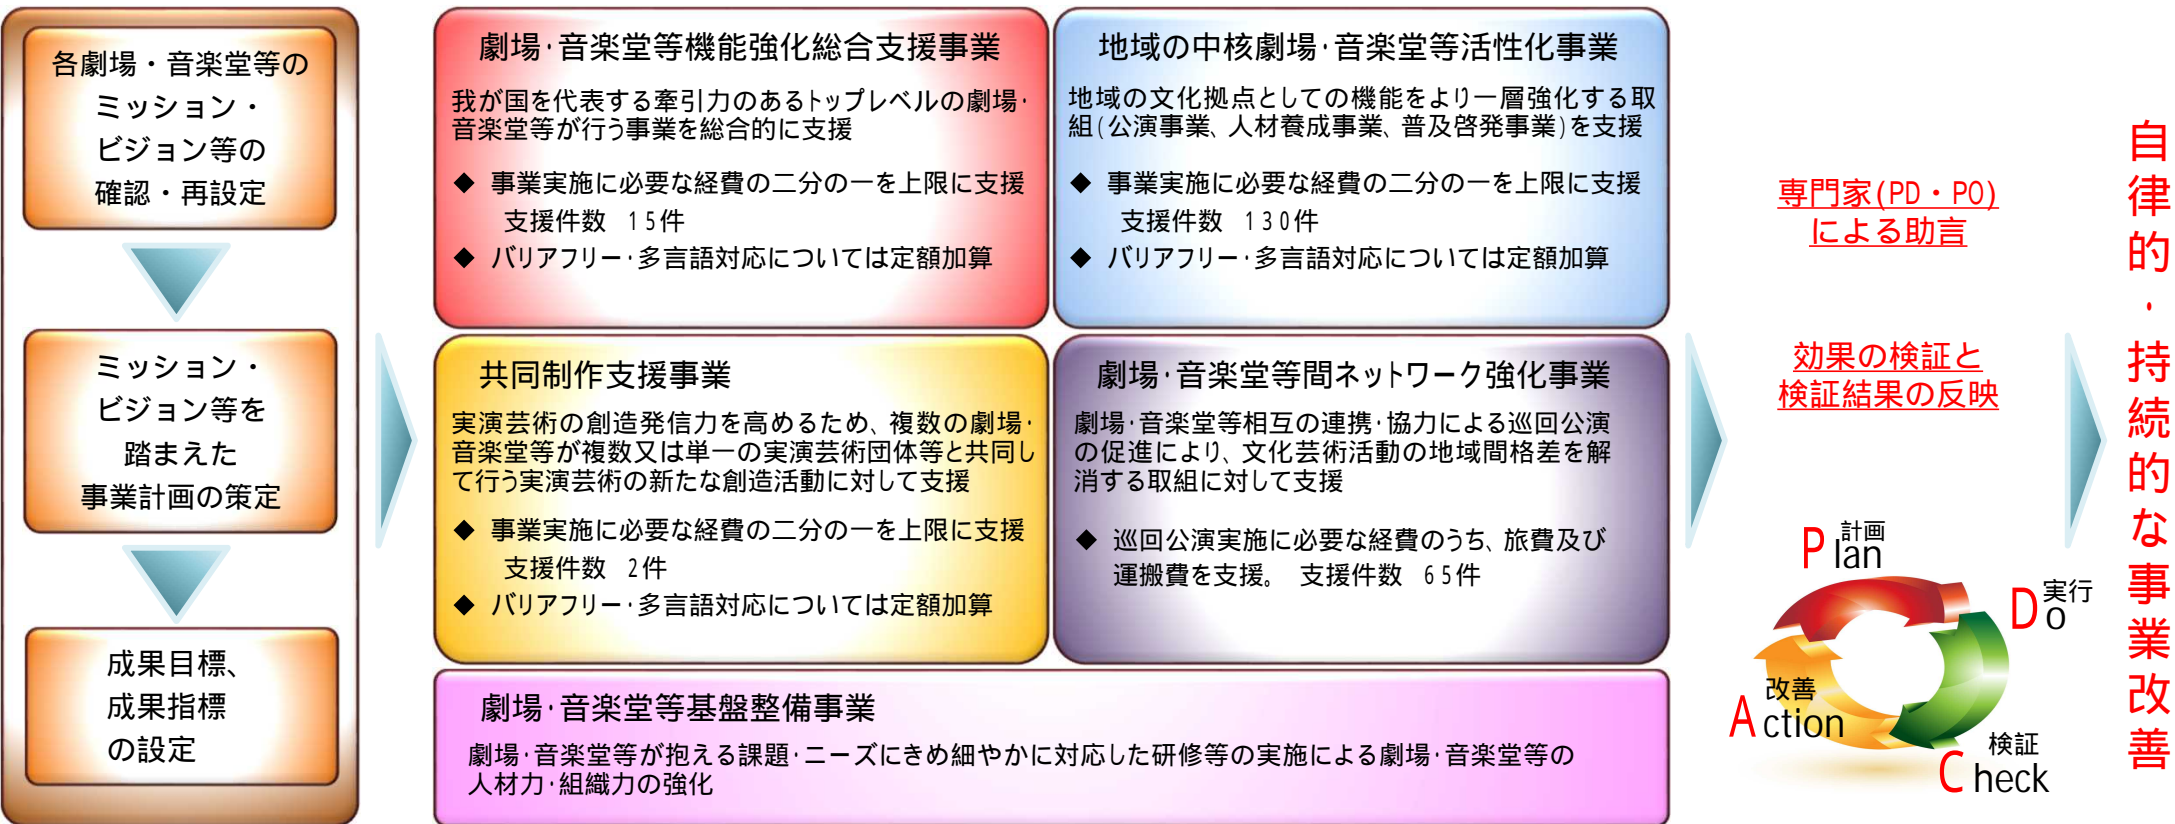 各劇場・音楽堂等の
ミッション・
ビジョン等の
確認・再設定
ミッション・
ビジョン等を
踏まえた
事業計画の策定
成果目標、
成果指標
の設定
劇場・音楽堂等機能強化総合支援事業
我が国を代表する牽引力のあるトップレベルの劇場・
音楽堂等が行う事業を総合的に支援
◆ 事業実施に必要な経費の二分の一を上限に支援
支援件数 15件
◆ バリアフリー・多言語対応については定額加算
地域の中核劇場・音楽堂等活性化事業
地域の文化拠点としての機能をより一層強化する取
組(公演事業、人材養成事業、普及啓発事業)を支援
◆ 事業実施に必要な経費の二分の一を上限に支援
支援件数 130件
◆ バリアフリー・多言語対応については定額加算
共同制作支援事業
実演芸術の創造発信力を高めるため、複数の劇場・
音楽堂等が複数又は単一の実演芸術団体等と共同し
て行う実演芸術の新たな創造活動に対して支援
◆ 事業実施に必要な経費の二分の一を上限に支援
支援件数 2件
◆ バリアフリー・多言語対応については定額加算
劇場・音楽堂等間ネットワーク強化事業
劇場・音楽堂等相互の連携・協力による巡回公演
の促進により、文化芸術活動の地域間格差を解
消する取組に対して支援
◆ 巡回公演実施に必要な経費のうち、旅費及び
運搬費を支援。 支援件数 65件
劇場・音楽堂等基盤整備事業
劇場・音楽堂等が抱える課題・ニーズにきめ細やかに対応した研修等の実施による劇場・音楽堂等の
人材力・組織力の強化
専門家(PD・PO)
による助言
効果の検証と
検証結果の反映
計画
Plan
実行
Do
検証
Check
改善
Action
自律的・持続的な事業改善